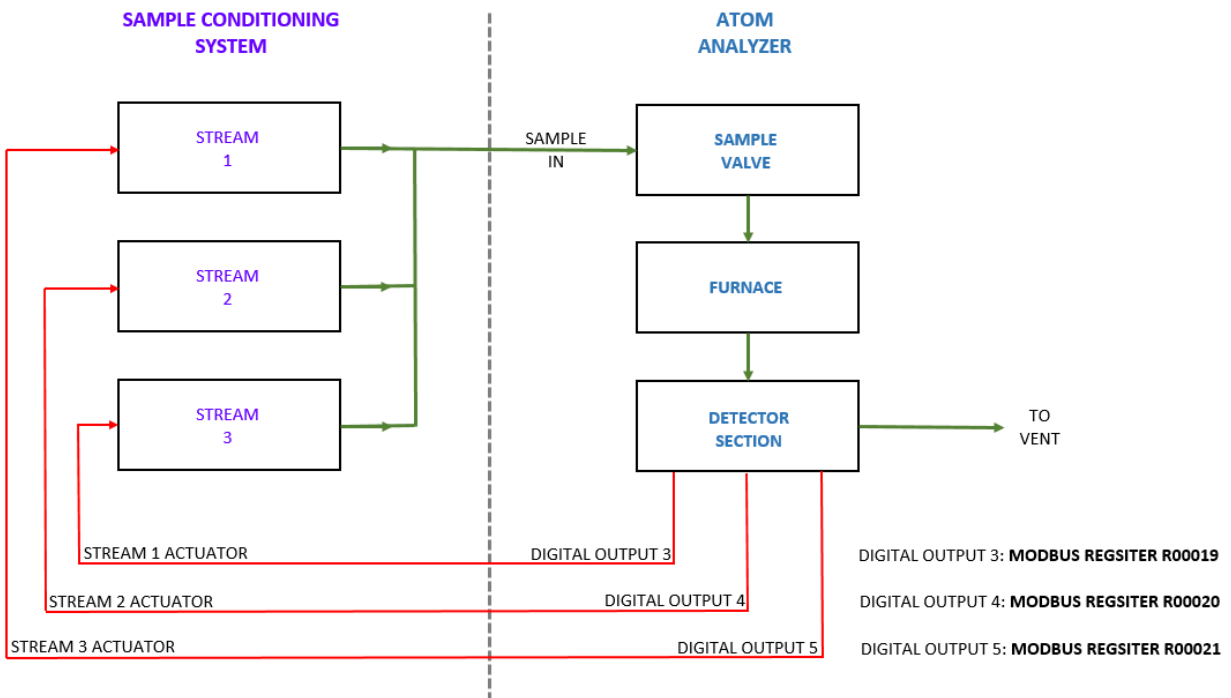 SAMPLE CONDITIONING
SYSTEM
ATOM
ANALYZER
STREAM
1
SAMPLE
IN
SAMPLE
VALVE
STREAM
2
FURNACE
STREAM
3
DETECTOR
SECTION
TO
VENT
STREAM 1 ACTUATOR
DIGITAL OUTPUT 3
DIGITAL OUTPUT 3: MODBUS REGSITER R00019
STREAM 2 ACTUATOR
DIGITAL OUTPUT 4
DIGITAL OUTPUT 4: MODBUS REGSITER R00020
STREAM 3 ACTUATOR
DIGITAL OUTPUT 5
DIGITAL OUTPUT 5: MODBUS REGSITER R00021